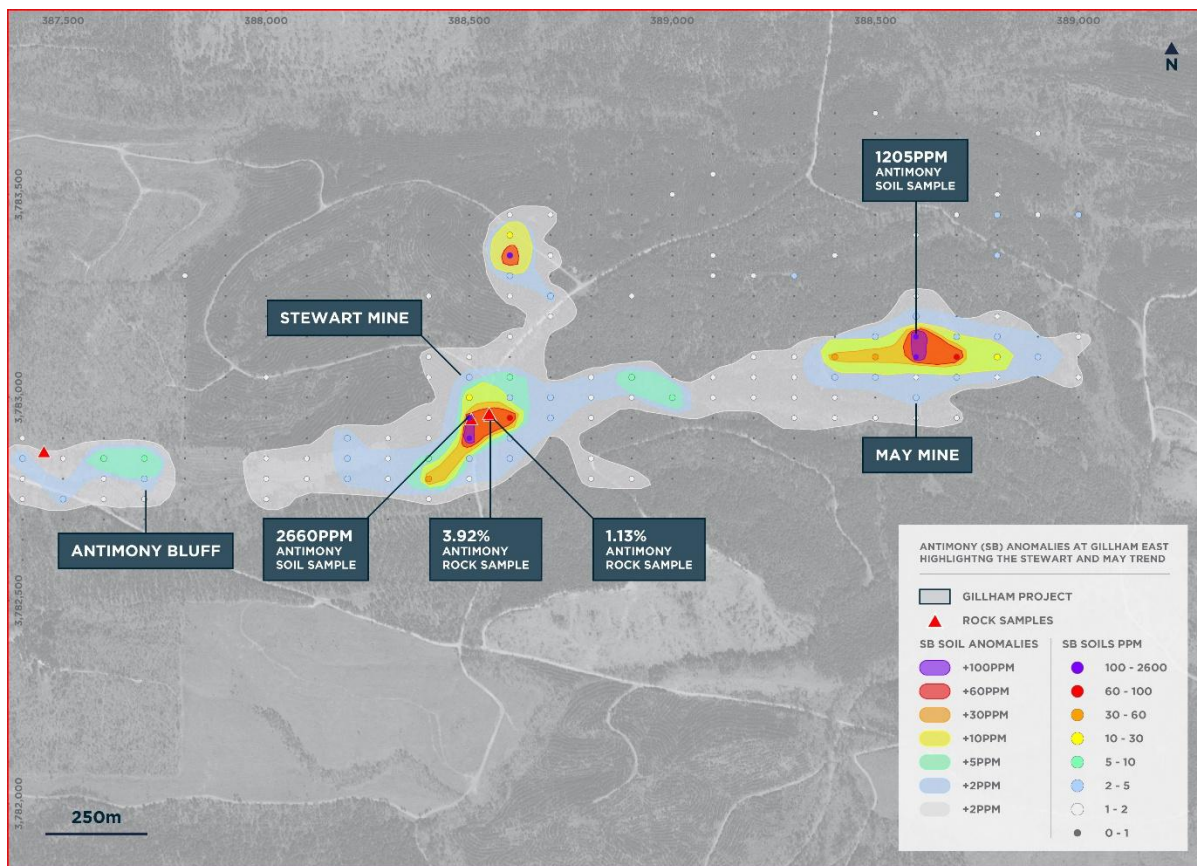 387,500
388,000
388,500
389,000
388,500
389,000
N
3,783,500
3,783,000
3,782,500
3,782,000
1205PPM
ANTIMONY
SOIL SAMPLE
STEWART MINE
MAY MINE
ANTIMONY BLUFF
2660PPM
ANTIMONY
SOIL SAMPLE
3.92%
ANTIMONY
ROCK SAMPLE
1.13%
ANTIMONY
ROCK SAMPLE
250m
ANTIMONY (SB) ANOMALIES AT GILLHAM EAST
HIGHLIGHTNG THE STEWART AND MAY TREND
GILLHAM PROJECT
ROCK SAMPLES
SB SOIL ANOMALIES
+100PPM
+60PPM
+30PPM
+10PPM
+5PPM
+2PPM
+2PPM
SB SOILS PPM
100 - 2600
60 - 100
30 - 60
10 - 30
5 - 10
2 - 5
1 - 2
0 - 1